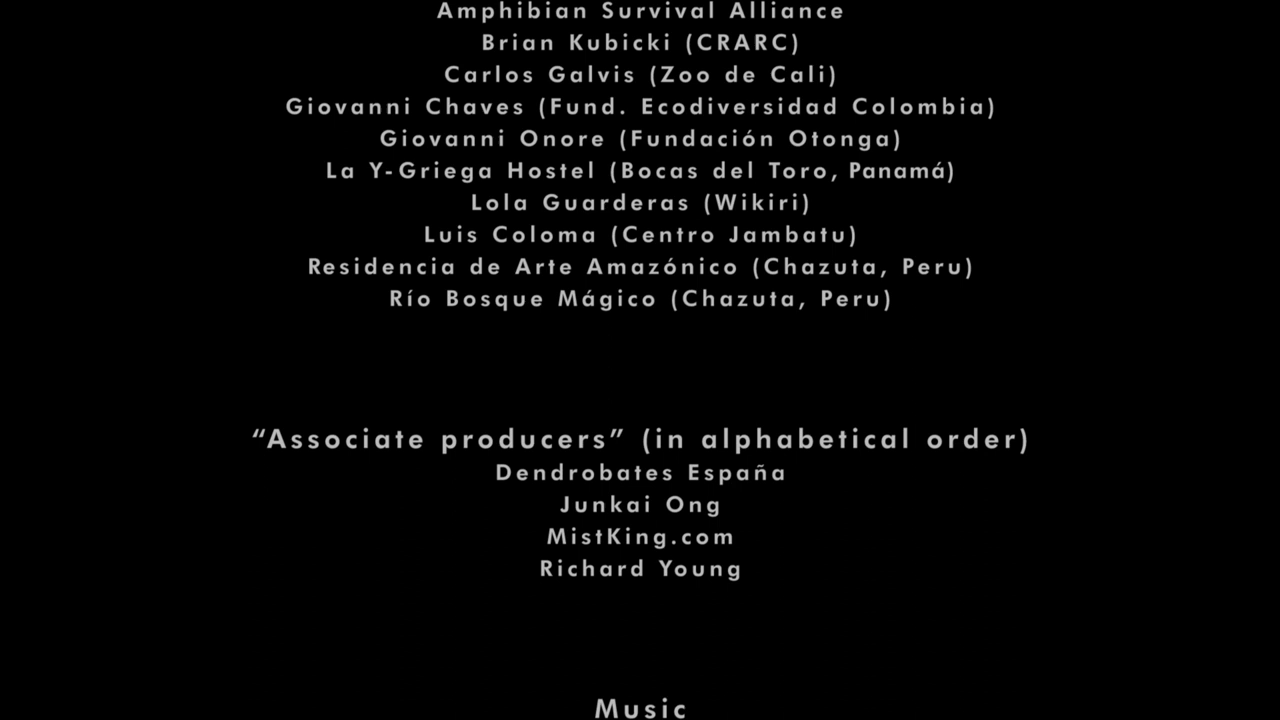 Amphibian Survival Alliance
Brian Kubicki (CRARC)
Carlos Galvis (Zoo de Cali)
Giovanni Chaves (Fund. Ecodiversidad Colombia)
Giovanni Onore (Fundación Otonga)
La Y-Griega Hostel (Bocas del Toro, Panamá)
Lola Guarderas (Wikiri)
Luis Coloma (Centro Jambatu)
Residencia de Arte Amazónico (Chazuta, Peru)
Río Bosque Mágico (Chazuta, Peru)
“Associate producers” (in alphabetical order)
Dendrobates España
Junkai Ong
MistKing.com
Richard Young
Music